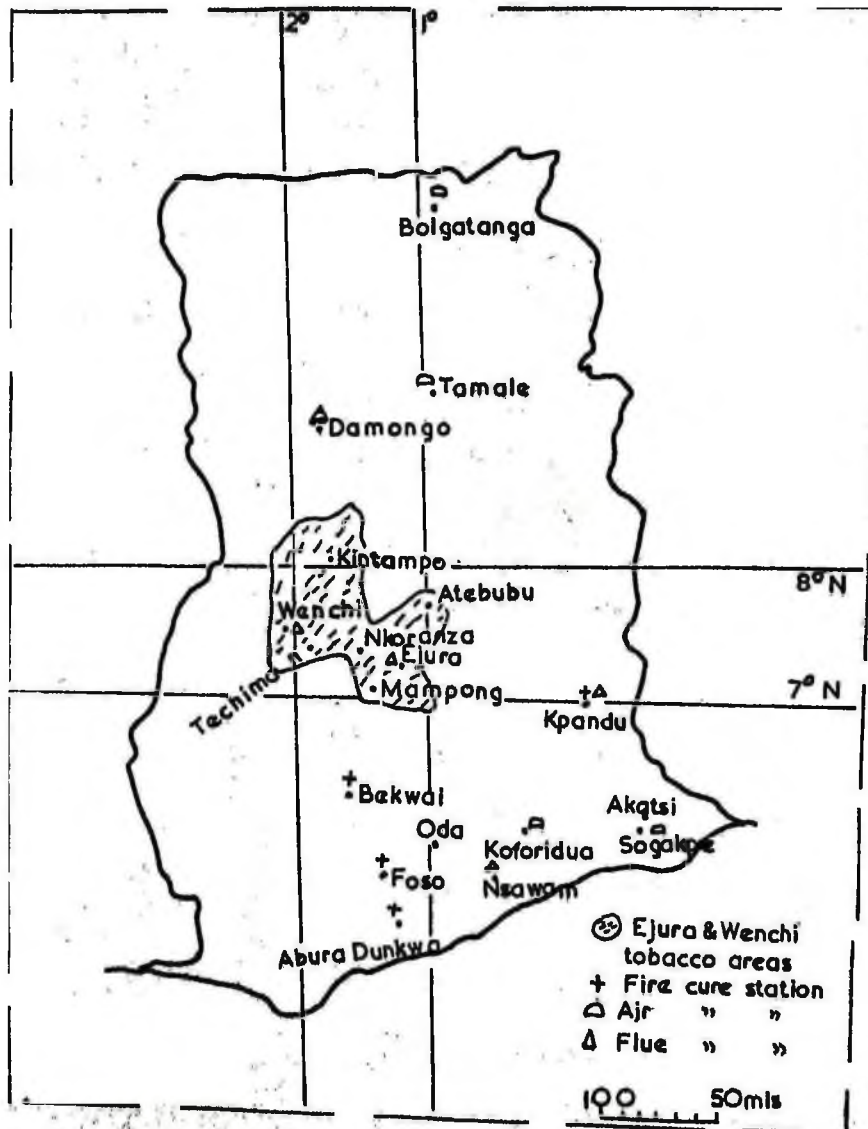 2° 1°
Bolgatanga
Tamale
Damongo
Kintampo
8° N
Atebubu
Wenchi
Nkoranza
Ejura
Techiman
Mampong
7° N
Kpandu
Bekwai
Akatsi
Oda
Koforidua
Sogakpe
Foso
Nsawam
Abura Dunkwa
Ejura & Wenchi
tobacco areas
Fire cure station
Air " "
Flue " "
100 50mls